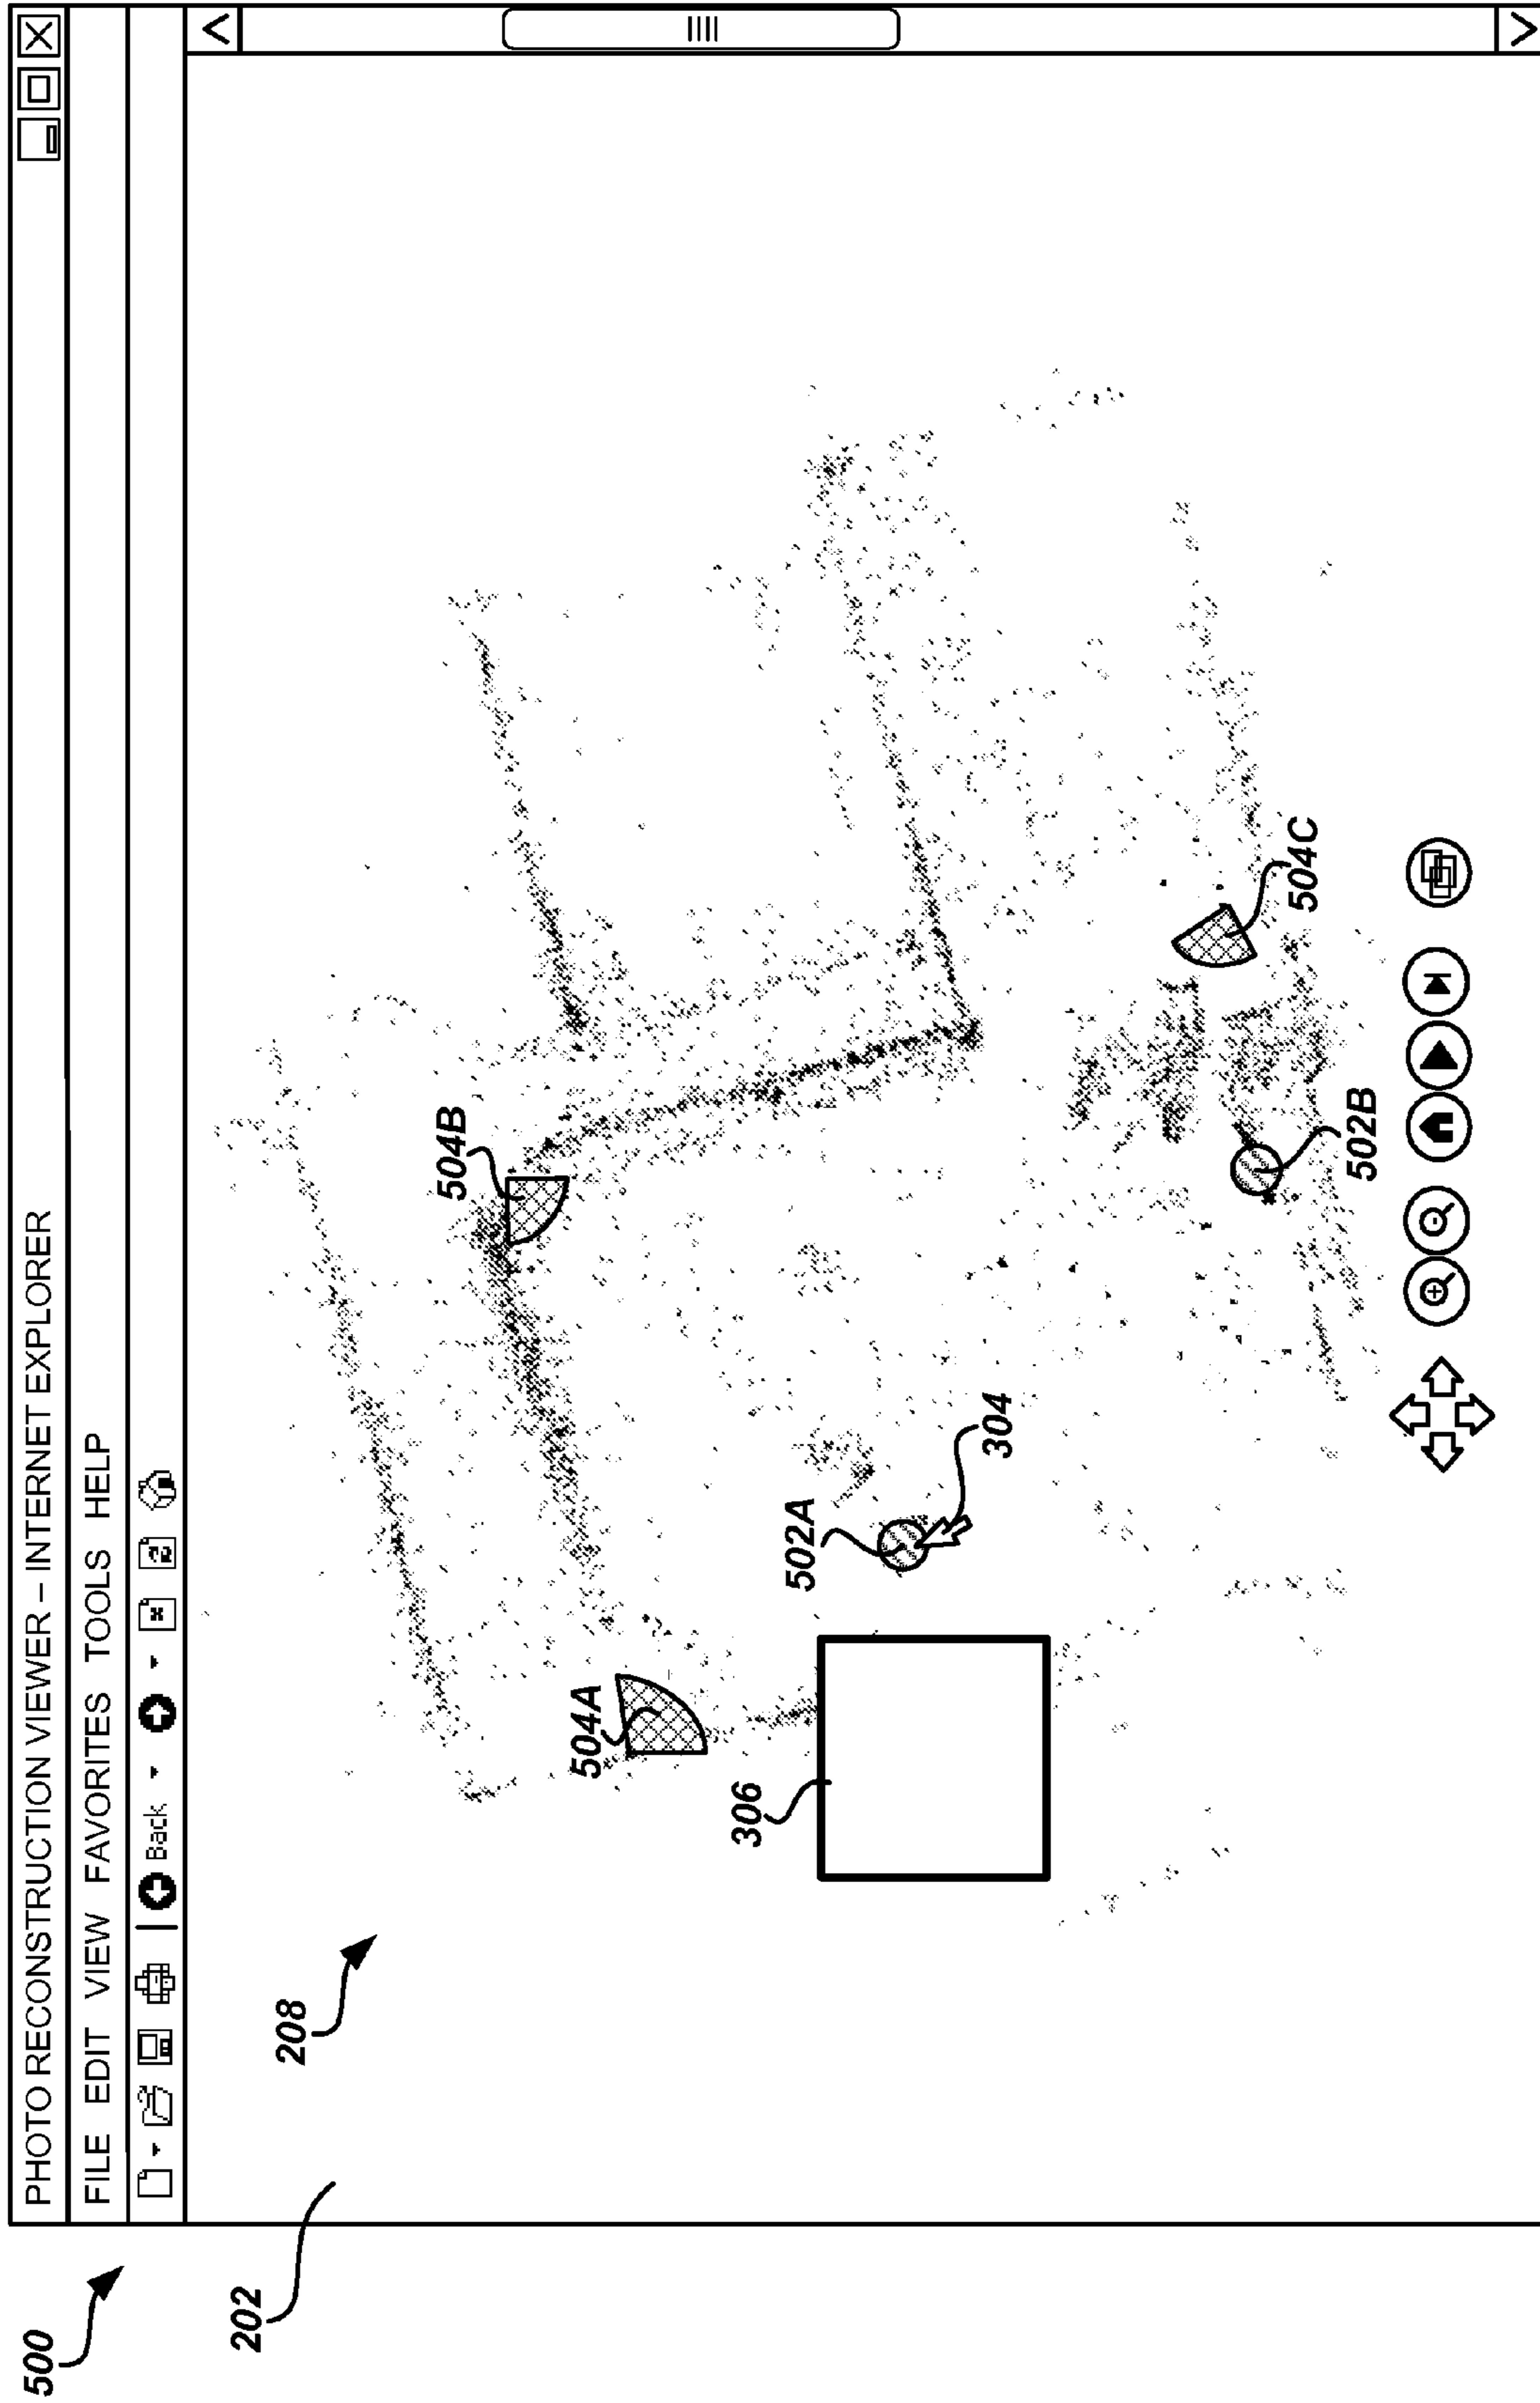 500
PHOTO RECONSTRUCTION VIEWER – INTERNET EXPLORER
FILE EDIT VIEW FAVORITES TOOLS HELP
Back
202
208
504B
504A
306
502A
304
504C
502B